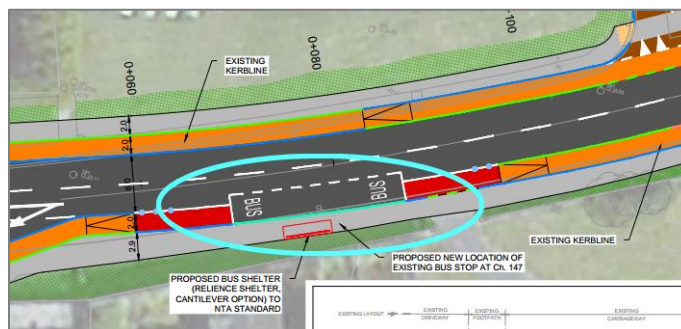 EXISTING
KERBLINE
0+060
0+080
-100
2.0
2.0
6.0
2.0
2.9
BUS
BUS
EXISTING KERBLINE
PROPOSED NEW LOCATION OF
EXISTING BUS STOP AT Ch. 147
PROPOSED BUS SHELTER
(RELIENCE SHELTER,
CANTILEVER OPTION) TO
NTA STANDARD
EXISTING LAYOUT
EXISTING
DRIVEWAY
EXISTING
FOOTPATH
EXISTING
CARRIAGEWAY